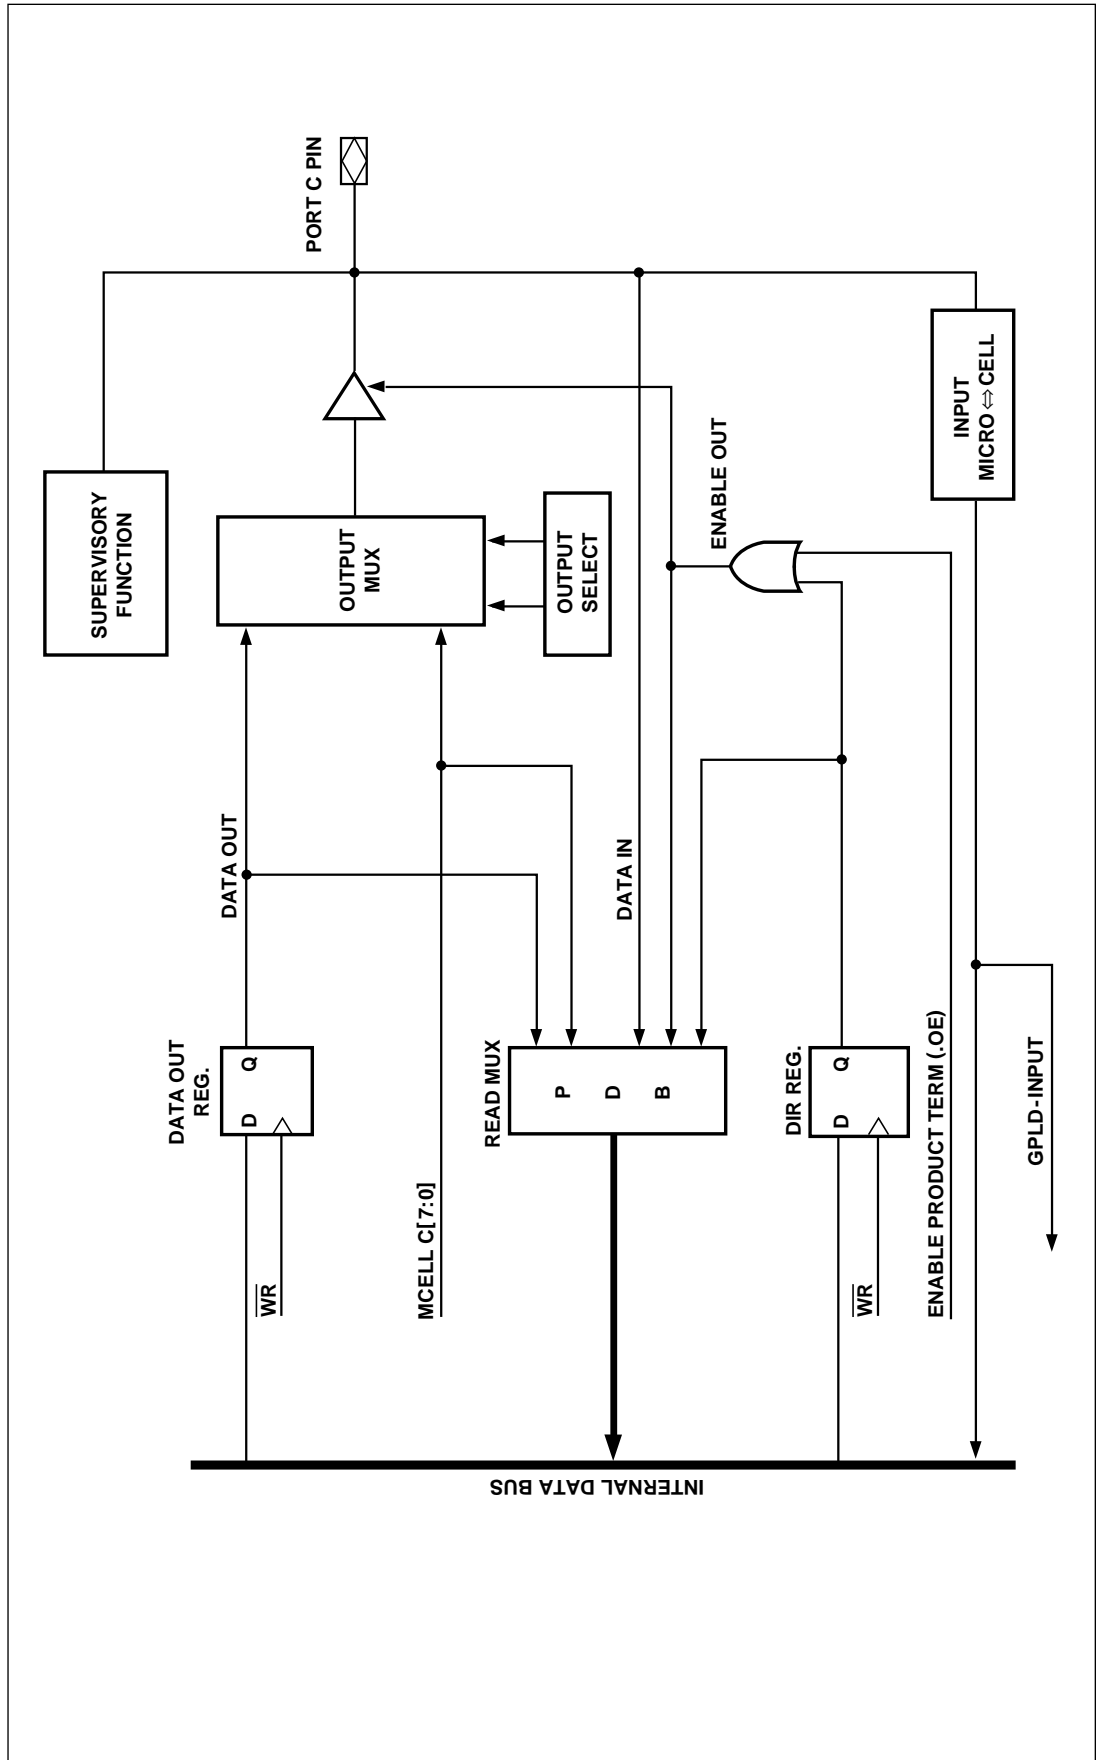 INTERNAL DATA BUS
DATA OUT
REG.
D Q
WR
DATA OUT
SUPERVISORY
FUNCTION
OUTPUT
MUX
PORT C PIN
MCELL C[7:0]
OUTPUT
SELECT
READ MUX
P
D
B
DATA IN
ENABLE OUT
DIR REG.
D Q
WR
ENABLE PRODUCT TERM (.OE)
INPUT
MICRO⇔CELL
GPLD-INPUT